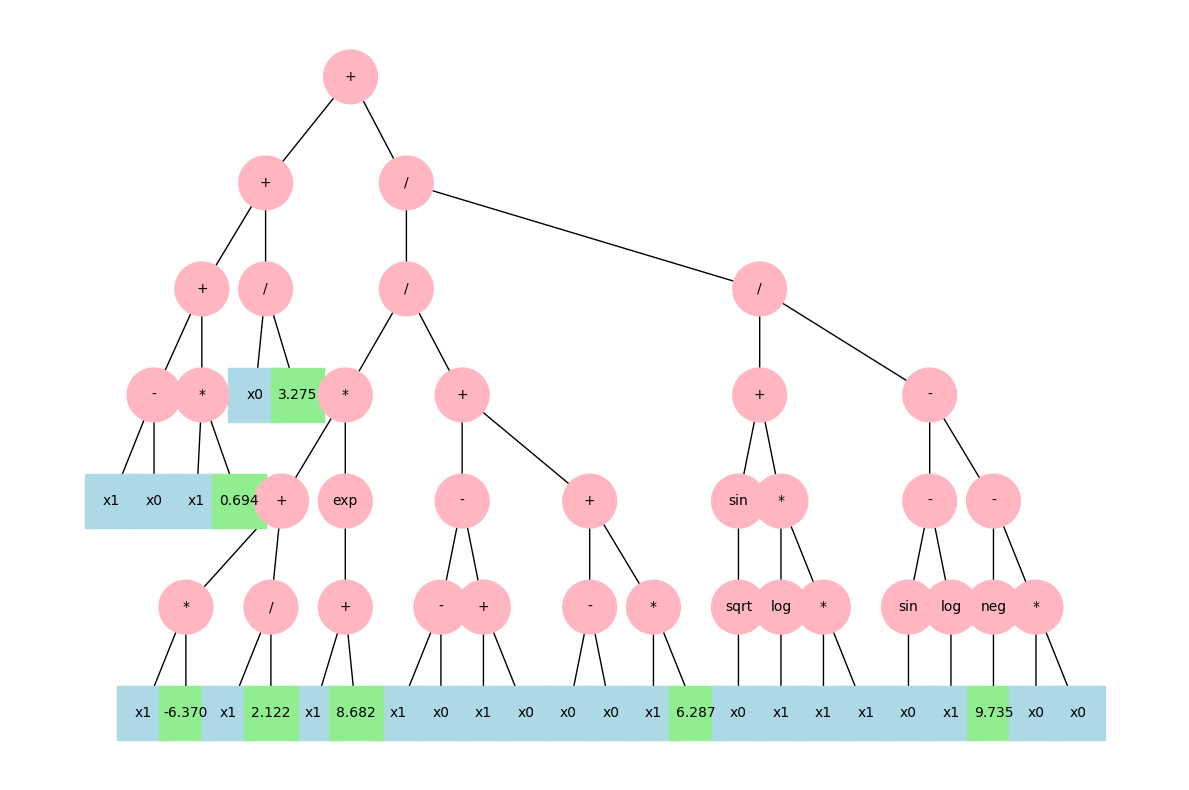 +
+ /
+ / / /
- * x0 3.275 * + + -
x1 x0 x1 0.694 + exp - + sin * - -
* / + - + - * sqrt log * sin log neg *
x1 -6.370 x1 2.122 x1 8.682 x1 x0 x1 x0 x0 x0 x1 6.287 x0 x1 x1 x1 x0 x1 9.735 x0 x0